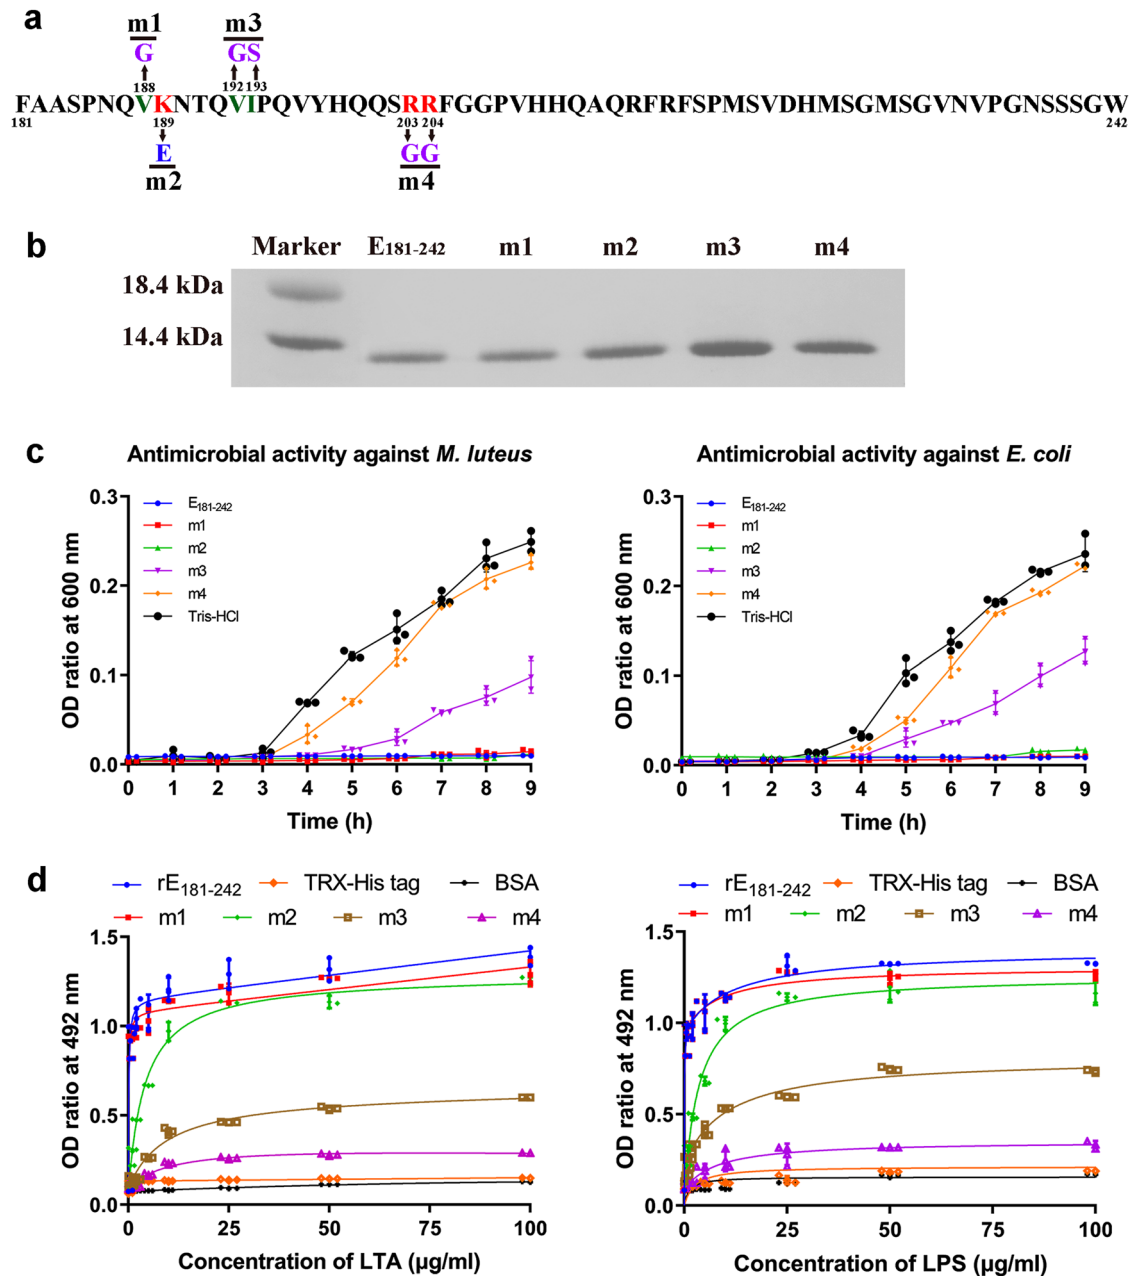 a
m1 m3
G GS
188 192 193
FAASPNQVKNTQVIPQVYHQQSRRFGGPVHHQAQRFRFSPMSVDHMSGMSGVNVPGNSSSGW
181 189 203 204 242
E GG
m2 m4
b
Marker E181-242 m1 m2 m3 m4
18.4 kDa
14.4 kDa
c
Antimicrobial activity against M. luteus
OD ratio at 600 nm
0.3
0.2
0.1
0.0
E181-242
m1
m2
m3
m4
Tris-HCl
0 1 2 3 4 5 6 7 8 9
Time (h)
Antimicrobial activity against E. coli
OD ratio at 600 nm
0.3
0.2
0.1
0.0
E181-242
m1
m2
m3
m4
Tris-HCl
0 1 2 3 4 5 6 7 8 9
Time (h)
d
rE181-242 TRX-His tag BSA
m1 m2 m3 m4
OD ratio at 492 nm
1.5
1.0
0.5
0.0
0 25 50 75 100
Concentration of LTA (μg/ml)
rE181-242 TRX-His tag BSA
m1 m2 m3 m4
OD ratio at 492 nm
1.5
1.0
0.5
0.0
0 25 50 75 100
Concentration of LPS (μg/ml)